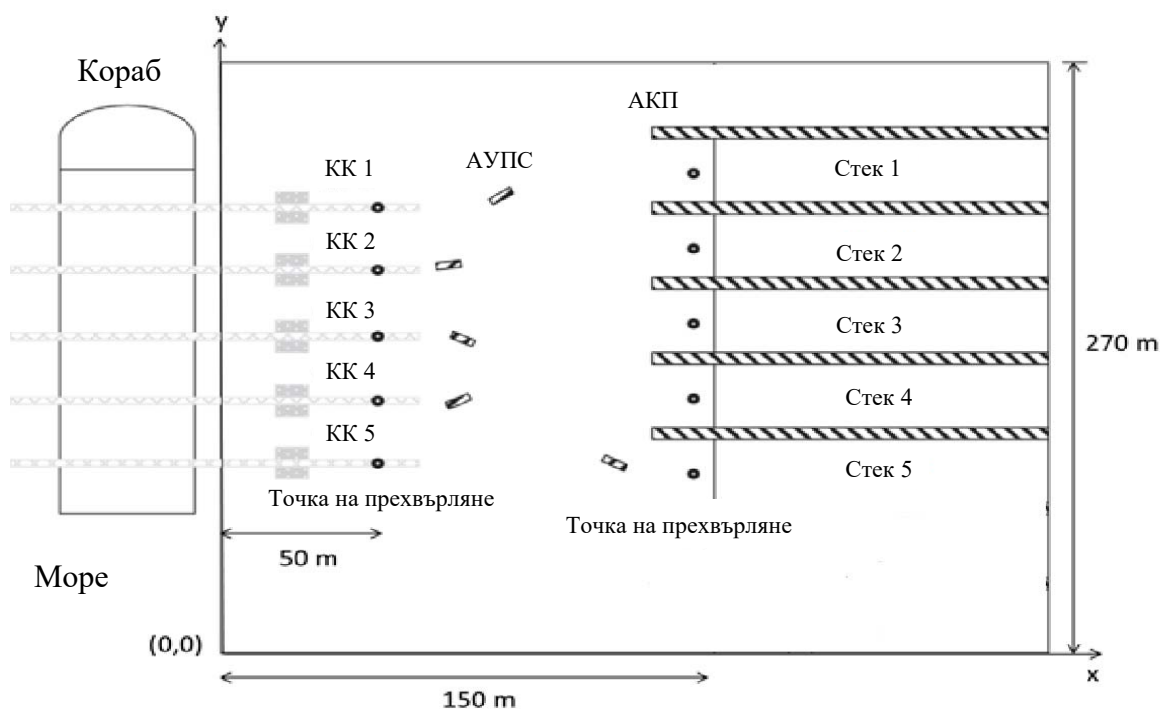 y
Кораб
АКП
АУПС
КК 1
Стек 1
КК 2
Стек 2
КК 3
Стек 3
270 m
КК 4
Стек 4
КК 5
Стек 5
Точка на прехвърляне
Точка на прехвърляне
50 m
Море
(0,0)
x
150 m